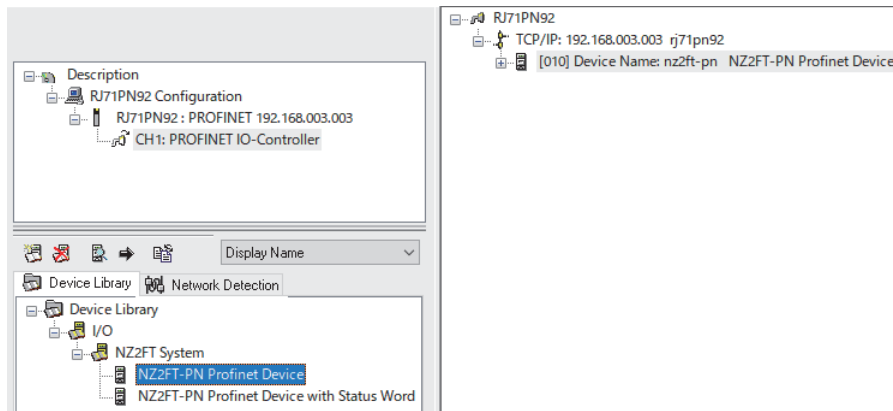 Description
RJ71PN92 Configuration
RJ71PN92 : PROFINET 192.168.003.003
CH1: PROFINET IO-Controller
Display Name
Device Library
Network Detection
Device Library
I/O
NZ2FT System
NZ2FT-PN Profinet Device
NZ2FT-PN Profinet Device with Status Word
RJ71PN92
TCP/IP: 192.168.003.003 rj71pn92
[010] Device Name: nz2ft-pn NZ2FT-PN Profinet Device